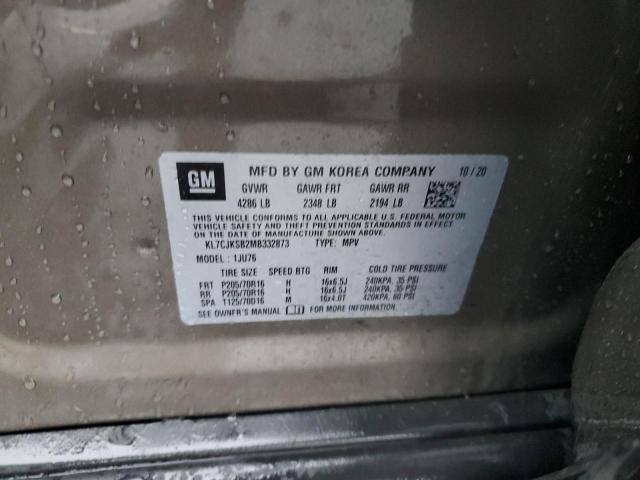 GM
MFD BY GM KOREA COMPANY 10/20
GVWR GAWR FRT GAWR RR
4286 LB 2348 LB 2194 LB
THIS VEHICLE CONFORMS TO ALL APPLICABLE U.S. FEDERAL MOTOR
VEHICLE SAFETY, BUMPER, AND THEFT PREVENTION STANDARDS IN
EFFECT ON THE DATE OF MANUFACTURE SHOWN ABOVE.
KL7CJKSB2MB332873 TYPE: MPV
MODEL: 1JU76
TIRE SIZE SPEED RTG RIM COLD TIRE PRESSURE
FRT P205/70R16 H 16x6.5J 240KPA, 35 PSI
RR P205/70R16 H 16x6.5J 240KPA, 35 PSI
SPA T125/70D16 M 16x4.0T 420KPA, 60 PSI
SEE OWNER'S MANUAL FOR MORE INFORMATION.